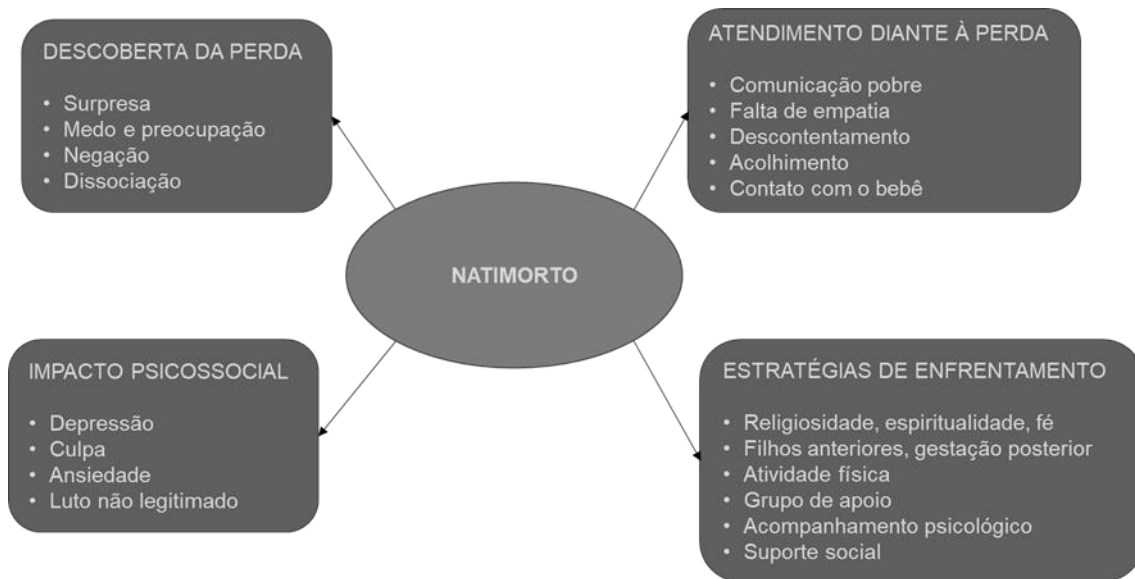 DESCOBERTA DA PERDA
• Surpresa
• Medo e preocupação
• Negação
• Dissociação
ATENDIMENTO DIANTE À PERDA
• Comunicação pobre
• Falta de empatia
• Descontentamento
• Acolhimento
• Contato com o bebê
NATIMORTO
IMPACTO PSICOSSOCIAL
• Depressão
• Culpa
• Ansiedade
• Luto não legitimado
ESTRATÉGIAS DE ENFRENTAMENTO
• Religiosidade, espiritualidade, fé
• Filhos anteriores, gestação posterior
• Atividade física
• Grupo de apoio
• Acompanhamento psicológico
• Suporte social